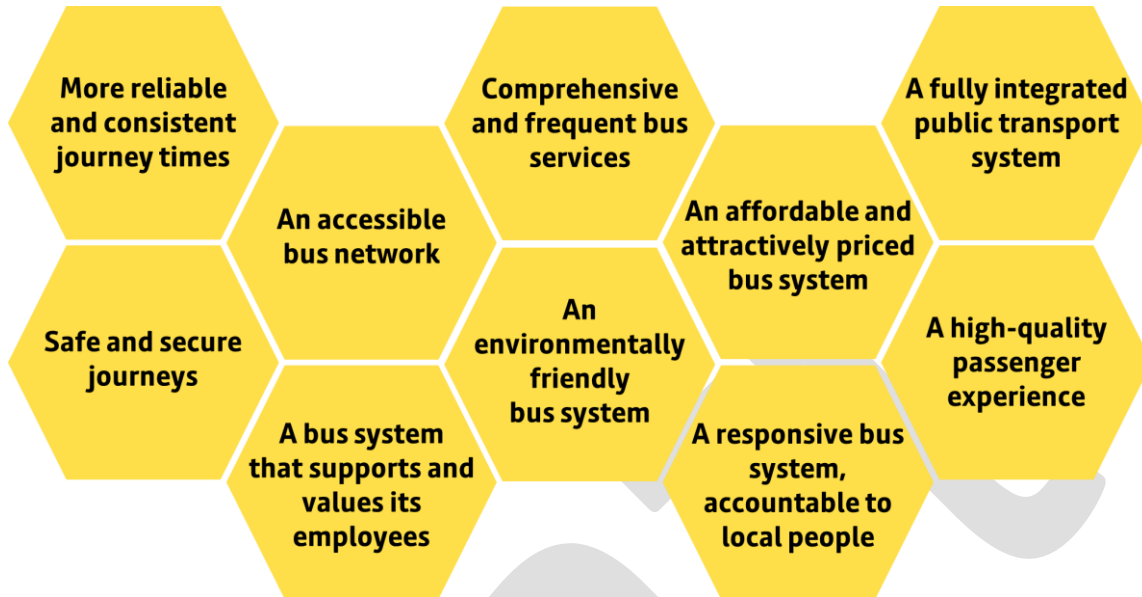 More reliable
and consistent
journey times
Comprehensive
and frequent bus
services
A fully integrated
public transport
system
An accessible
bus network
An affordable and
attractively priced
bus system
Safe and secure
journeys
An
environmentally
friendly
bus system
A high-quality
passenger
experience
A bus system
that supports and
values its
employees
A responsive bus
system,
accountable to
local people